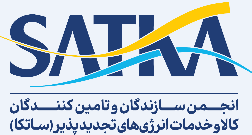 SATKA
انجمن سازندگان و تامین کنندگان
کالا و خدمات انرژی‌های تجدیدپذیر (ساتکا)